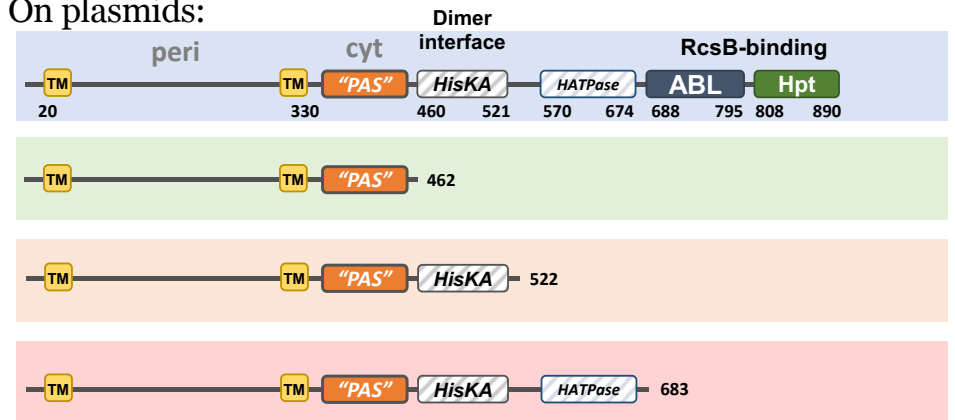 On plasmids:
peri
cyt
Dimer
interface
RcsB-binding
TM
TM
"PAS"
HisKA
HATPase
ABL
Hpt
20
330
460
521
570
674
688
795
808
890
TM
TM
"PAS"
462
TM
TM
"PAS"
HisKA
522
TM
TM
"PAS"
HisKA
HATPase
683